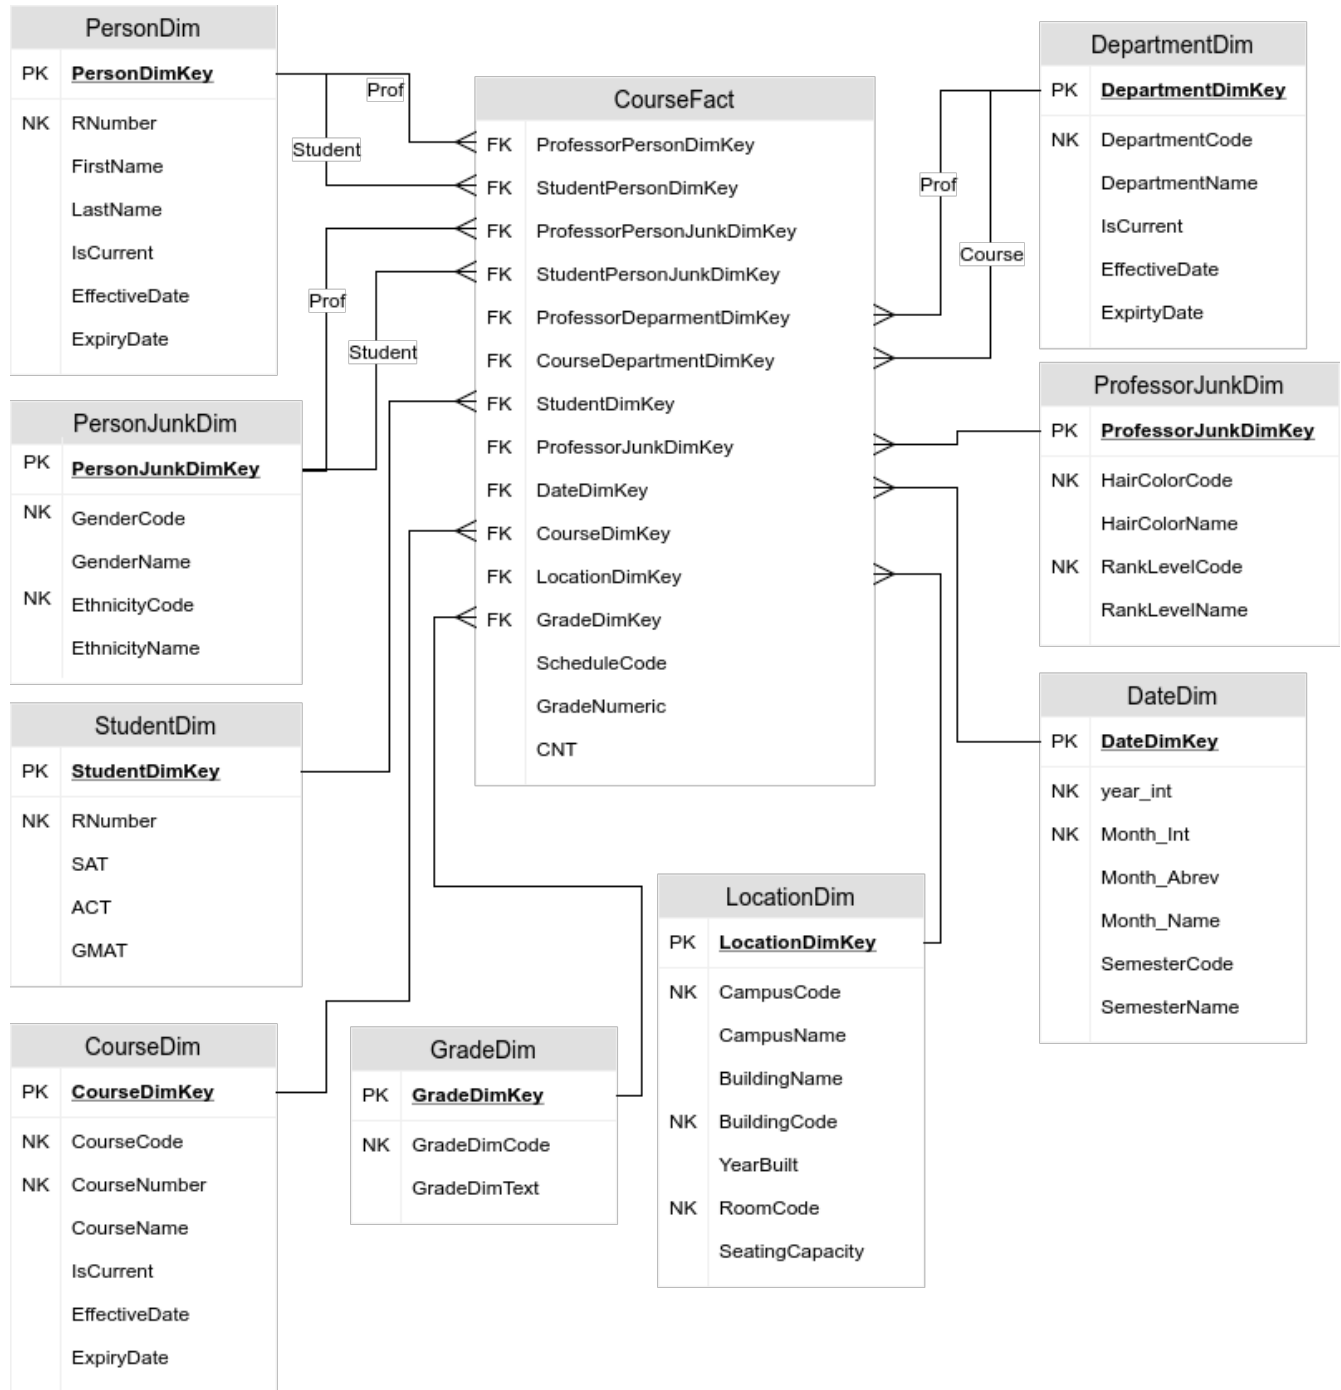 PersonDim
PK PersonDimKey
NK RNumber
FirstName
LastName
IsCurrent
EffectiveDate
ExpiryDate
PersonJunkDim
PK PersonJunkDimKey
NK GenderCode
GenderName
NK EthnicityCode
EthnicityName
StudentDim
PK StudentDimKey
NK RNumber
SAT
ACT
GMAT
CourseDim
PK CourseDimKey
NK CourseCode
NK CourseNumber
CourseName
IsCurrent
EffectiveDate
ExpiryDate
Prof
Student
Prof
Student
CourseFact
FK ProfessorPersonDimKey
FK StudentPersonDimKey
FK ProfessorPersonJunkDimKey
FK StudentPersonJunkDimKey
FK ProfessorDeparmentDimKey
FK CourseDepartmentDimKey
FK StudentDimKey
FK ProfessorJunkDimKey
FK DateDimKey
FK CourseDimKey
FK LocationDimKey
FK GradeDimKey
ScheduleCode
GradeNumeric
CNT
GradeDim
PK GradeDimKey
NK GradeDimCode
GradeDimText
LocationDim
PK LocationDimKey
NK CampusCode
CampusName
BuildingName
NK BuildingCode
YearBuilt
NK RoomCode
SeatingCapacity
Prof
Course
DepartmentDim
PK DepartmentDimKey
NK DepartmentCode
DepartmentName
IsCurrent
EffectiveDate
ExpirtyDate
ProfessorJunkDim
PK ProfessorJunkDimKey
NK HairColorCode
HairColorName
NK RankLevelCode
RankLevelName
DateDim
PK DateDimKey
NK year_int
NK Month_Int
Month_Abrev
Month_Name
SemesterCode
SemesterName